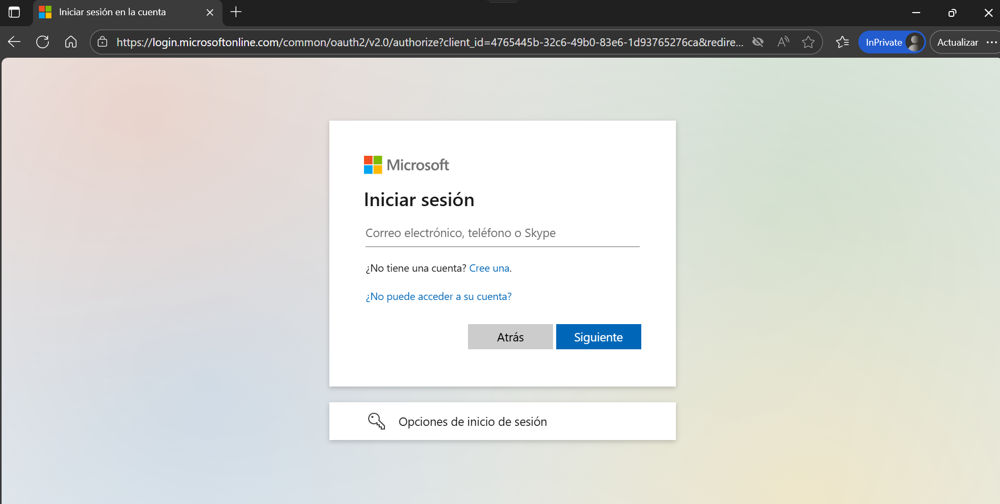 Iniciar sesión en la cuenta
https://login.microsoftonline.com/common/oauth2/v2.0/authorize?client_id=4765445b-32c6-49b0-83e6-1d93765276ca&redire...
InPrivate
Actualizar
Microsoft
Iniciar sesión
Correo electrónico, teléfono o Skype
¿No tiene una cuenta? Cree una.
¿No puede acceder a su cuenta?
Atrás
Siguiente
Opciones de inicio de sesión